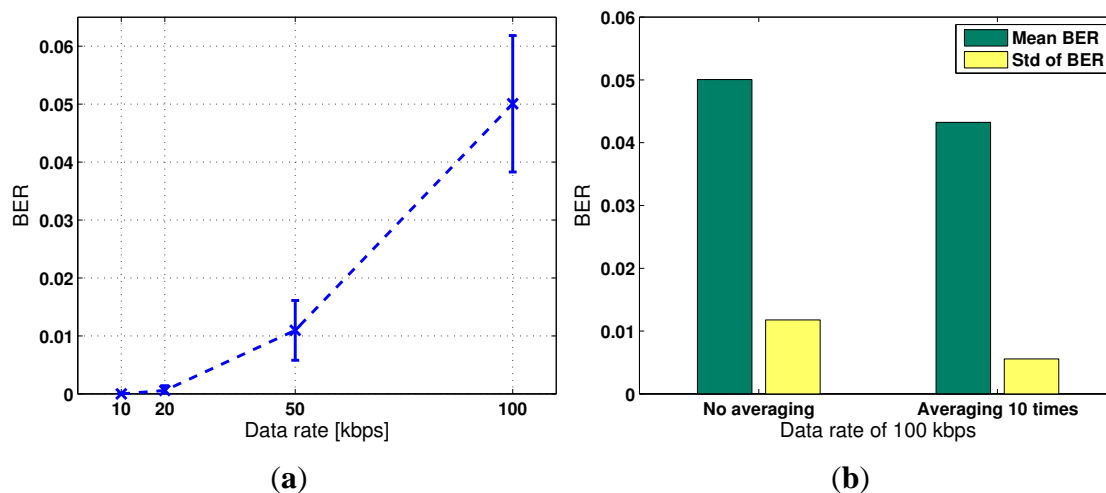 0.06
0.05
0.04
0.03
0.02
0.01
0
BER
10 20 50 100
Data rate [kbps]
(a)
0.06
0.05
0.04
0.03
0.02
0.01
0
BER
Mean BER
Std of BER
No averaging Averaging 10 times
Data rate of 100 kbps
(b)